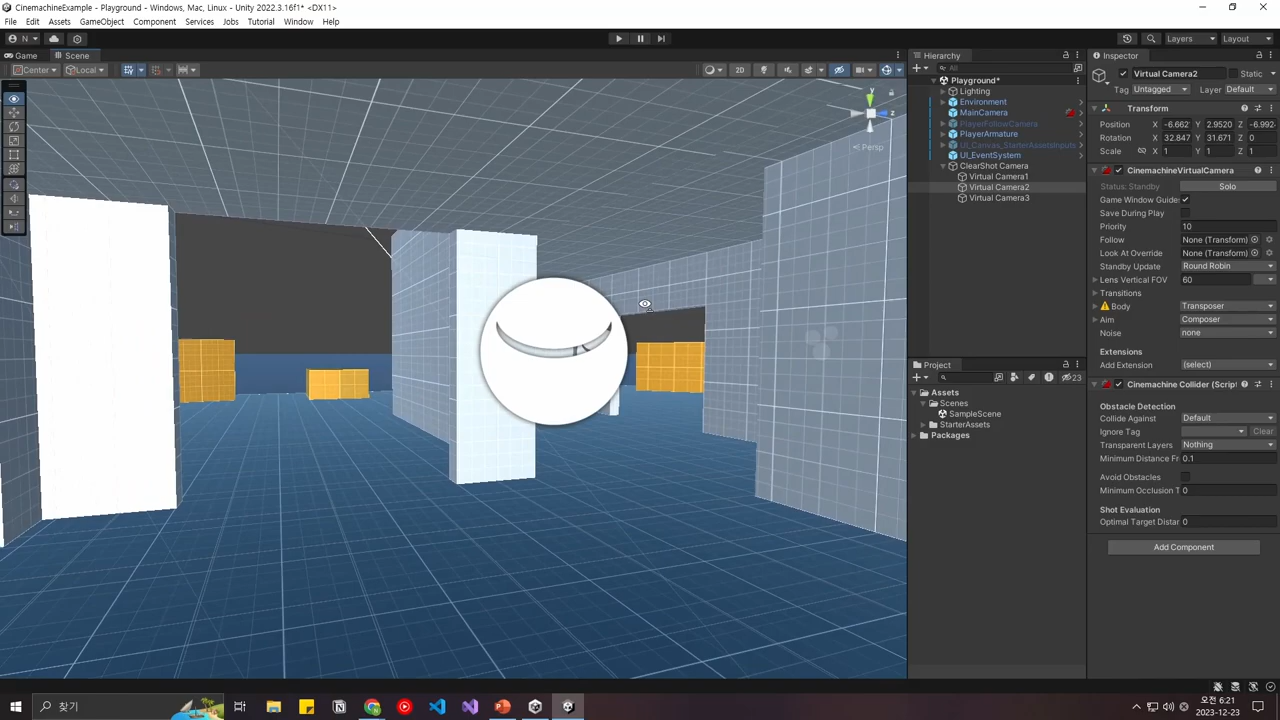 CinemachineExample - Playground - Windows, Mac, Linux - Unity 2022.3.16f1* <DX11>
File Edit Assets GameObject Component Services Jobs Tutorial Window Help
N Layers Layout
Game Scene Hierarchy Inspector
Center Local 2D All
Virtual Camera2 Static
Tag Untagged Layer Default
Playground*
Lighting
Environment
MainCamera
PlayerFollowCamera
PlayerArmature
UI_Canvas_StarterAssetsInputs
UI_EventSystem
ClearShot Camera
Virtual Camera1
Virtual Camera2
Virtual Camera3
y
z
Persp
Transform
Position X -6.662 Y 2.9520 Z -6.992
Rotation X 32.847 Y 31.671 Z 0
Scale X 1 Y 1 Z 1
CinemachineVirtualCamera
Status: Standby Solo
Game Window Guide
Save During Play
Priority 10
Follow None (Transform)
Look At Override None (Transform)
Standby Update Round Robin
Lens Vertical FOV 60
Transitions
Body Transposer
Aim Composer
Noise none
Extensions
Add Extension (select)
Cinemachine Collider (Script
Obstacle Detection
Collide Against Default
Ignore Tag Clear
Transparent Layers Nothing
Minimum Distance Fr 0.1
Avoid Obstacles
Minimum Occlusion T 0
Shot Evaluation
Optimal Target Distar 0
Add Component
Project
23
Assets
Scenes
SampleScene
StarterAssets
Packages
찾기
오전 6:21
2023-12-23